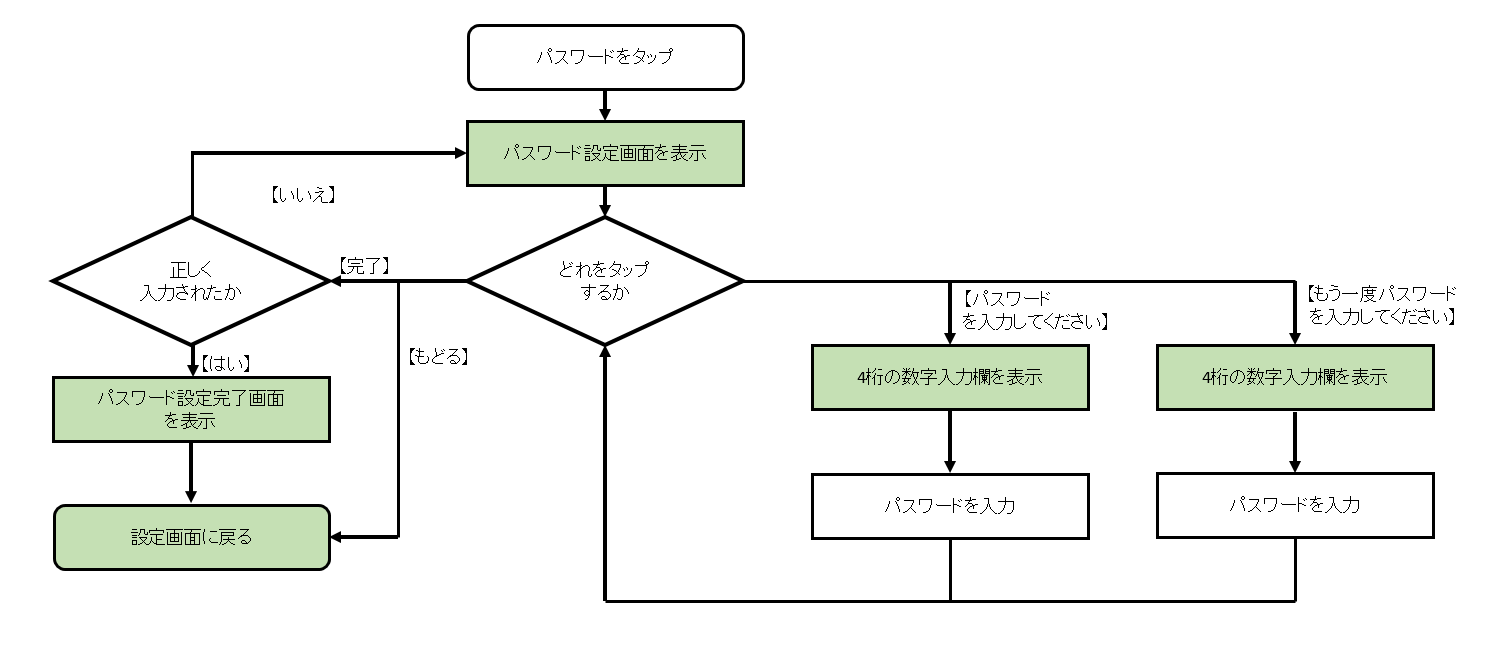 パスワードをタップ
パスワード設定画面を表示
【いいえ】
正しく
入力されたか
【完了】
どれをタップ
するか
【パスワード
を入力してください】
【もう一度パスワード
を入力してください】
【はい】
【もどる】
パスワード設定完了画面
を表示
4桁の数字入力欄を表示
4桁の数字入力欄を表示
パスワードを入力
パスワードを入力
設定画面に戻る